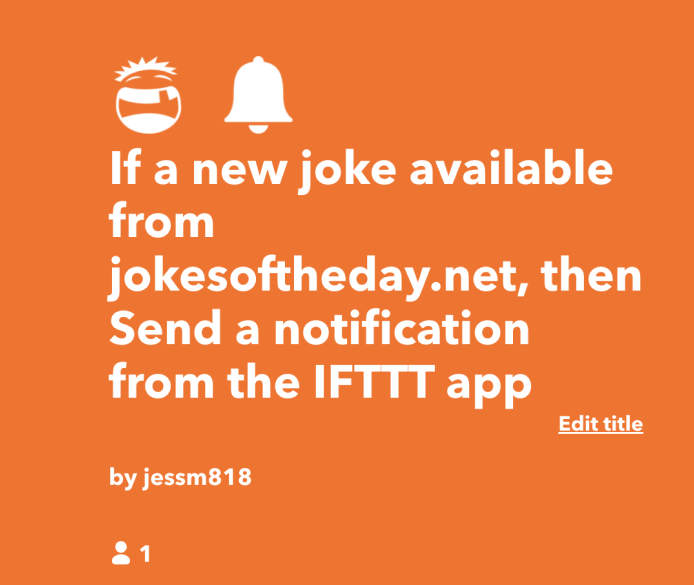 If a new joke available
from
jokesoftheday.net, then
Send a notification
from the IFTTT app
Edit title
by jessm818
1